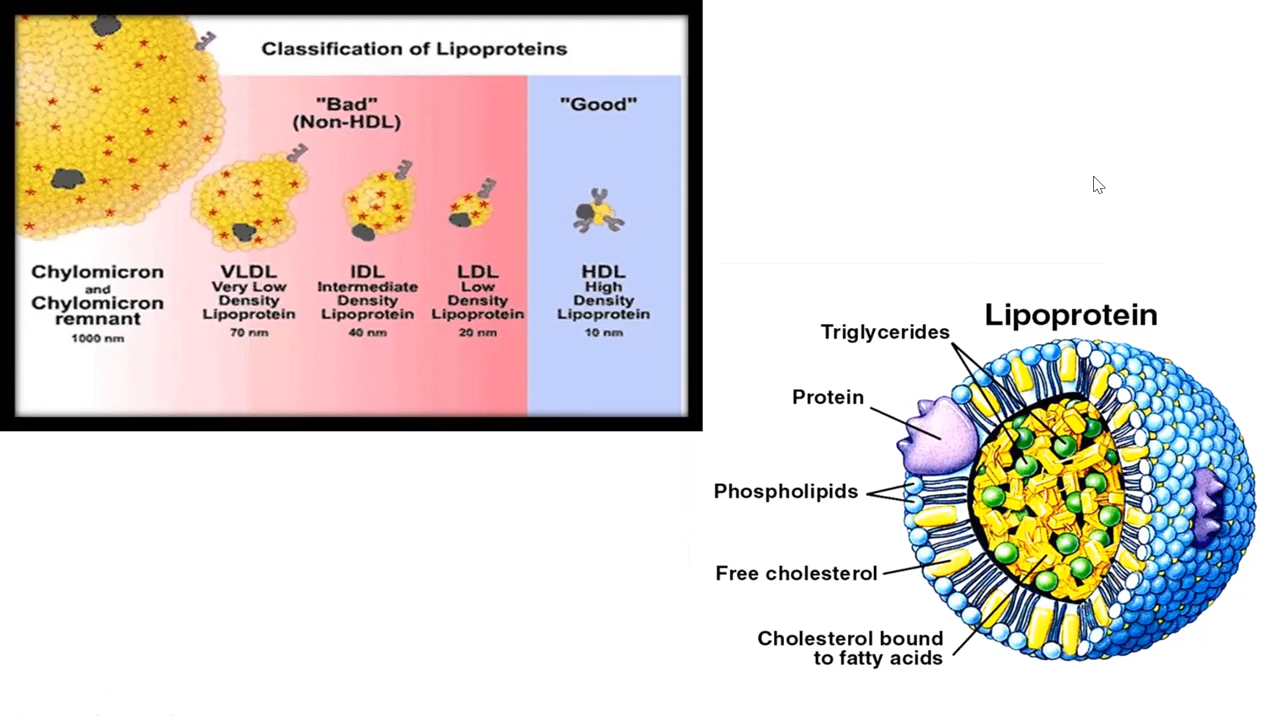 Classification of Lipoproteins
"Bad"
(Non-HDL)
"Good"
Chylomicron
and
Chylomicron
remnant
1000 nm
VLDL
Very Low
Density
Lipoprotein
70 nm
IDL
Intermediate
Density
Lipoprotein
40 nm
LDL
Low
Density
Lipoprotein
20 nm
HDL
High
Density
Lipoprotein
10 nm
Lipoprotein
Triglycerides
Protein
Phospholipids
Free cholesterol
Cholesterol bound
to fatty acids